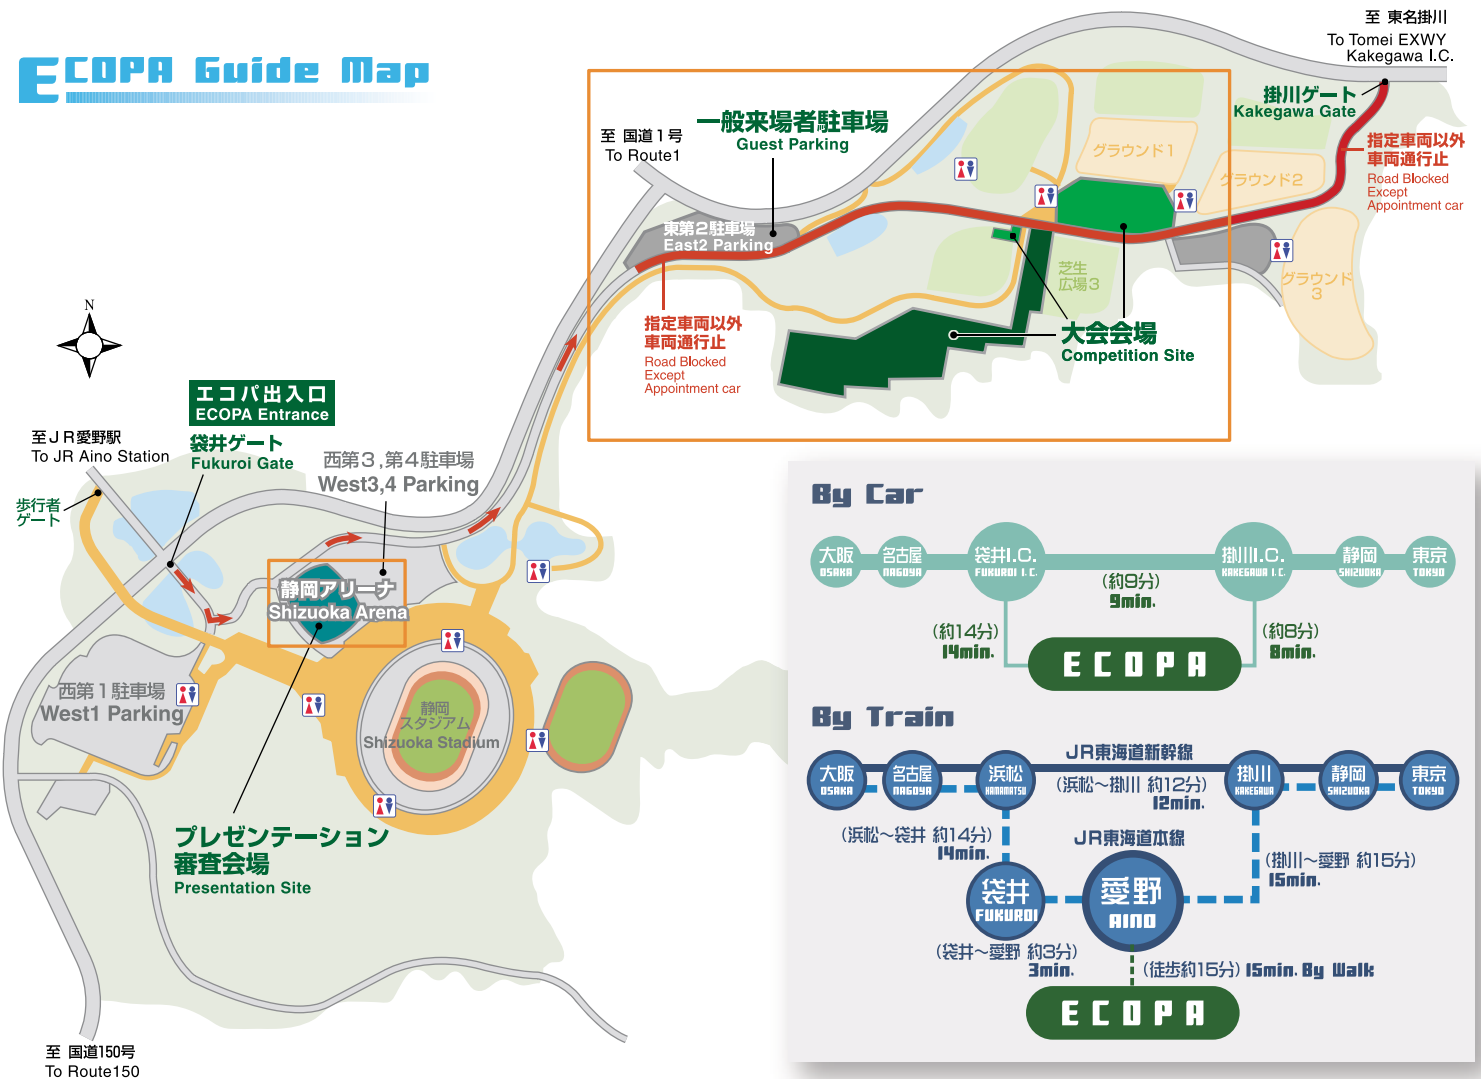 ECOPA Guide Map
至 東名掛川
To Tomei EXWY
Kakegawa I.C.
掛川ゲート
Kakegawa Gate
指定車両以外
車両通行止
Road Blocked
Except
Appointment car
至 国道1号
To Route1
一般来場者駐車場
Guest Parking
グラウンド1
グラウンド2
グラウンド
3
東第2駐車場
East2 Parking
芝生
広場3
指定車両以外
車両通行止
Road Blocked
Except
Appointment car
大会会場
Competition Site
N
エコパ出入口
ECOPA Entrance
袋井ゲート
Fukuroi Gate
至JR愛野駅
To JR Aino Station
歩行者
ゲート
西第3,第4駐車場
West3,4 Parking
静岡アリーナ
Shizuoka Arena
西第1駐車場
West1 Parking
静岡
スタジアム
Shizuoka Stadium
プレゼンテーション
審査会場
Presentation Site
至 国道150号
To Route150
By Car
大阪
OSAKA
名古屋
NAGOYA
袋井I.C.
FUKUROI I.C.
掛川I.C.
KAKEGAWA I.C.
静岡
SHIZUOKA
東京
TOKYO
(約9分)
9min.
(約14分)
14min.
(約8分)
8min.
ECOPA
By Train
JR東海道新幹線
大阪
OSAKA
名古屋
NAGOYA
浜松
HAMAMATSU
(浜松～掛川 約12分)
12min.
掛川
KAKEGAWA
静岡
SHIZUOKA
東京
TOKYO
(浜松～袋井 約14分)
14min.
JR東海道本線
(掛川～愛野 約15分)
15min.
袋井
FUKUROI
愛野
AINO
(袋井～愛野 約3分)
3min.
(徒歩約15分) 15min. By Walk
ECOPA